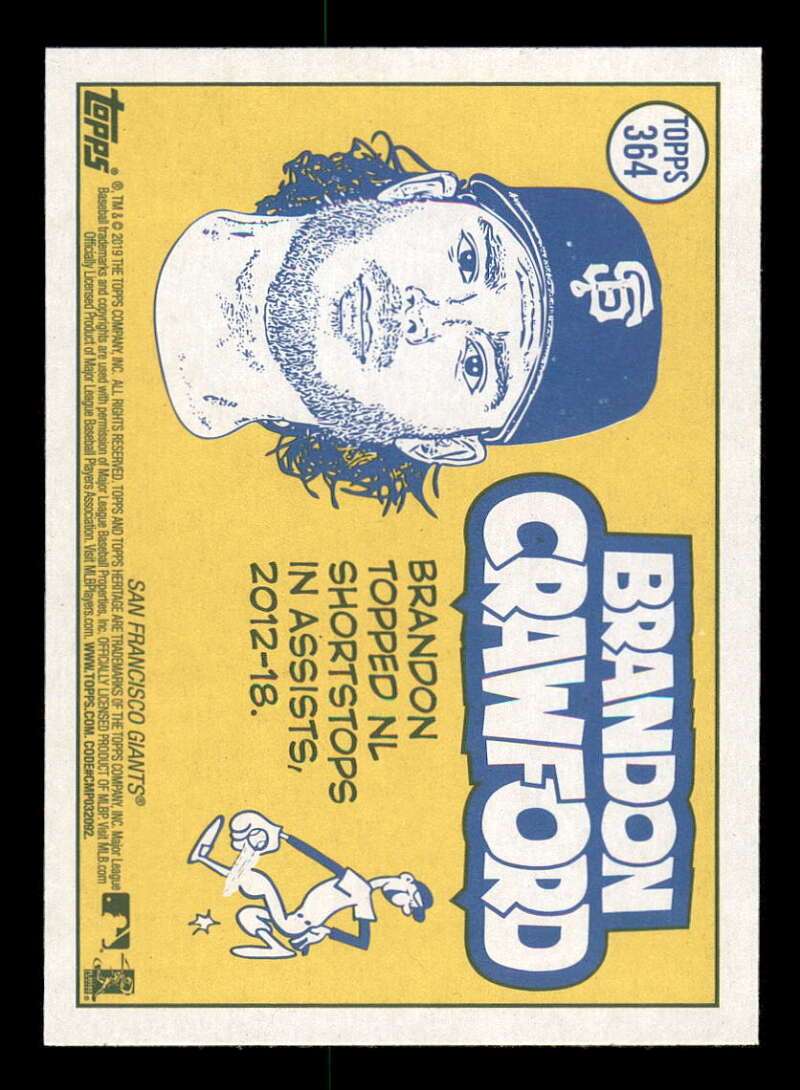 TOPPS
364
SF
BRANDON
CRAWFORD
BRANDON
TOPPED NL
SHORTSTOPS
IN ASSISTS,
2012-18.
SAN FRANCISCO GIANTS®
topps®
®, TM & © 2019 THE TOPPS COMPANY, INC. ALL RIGHTS RESERVED. TOPPS AND TOPPS HERITAGE ARE TRADEMARKS OF THE TOPPS COMPANY, INC. Major League
Baseball trademarks and copyrights are used with permission of Major League Baseball Properties, Inc. OFFICIALLY LICENSED PRODUCT OF MLBP. Visit MLB.com
Officially Licensed Product of Major League Baseball Players Association. Visit MLBPlayers.com. WWW.TOPPS.COM. CODE#CMP032092.